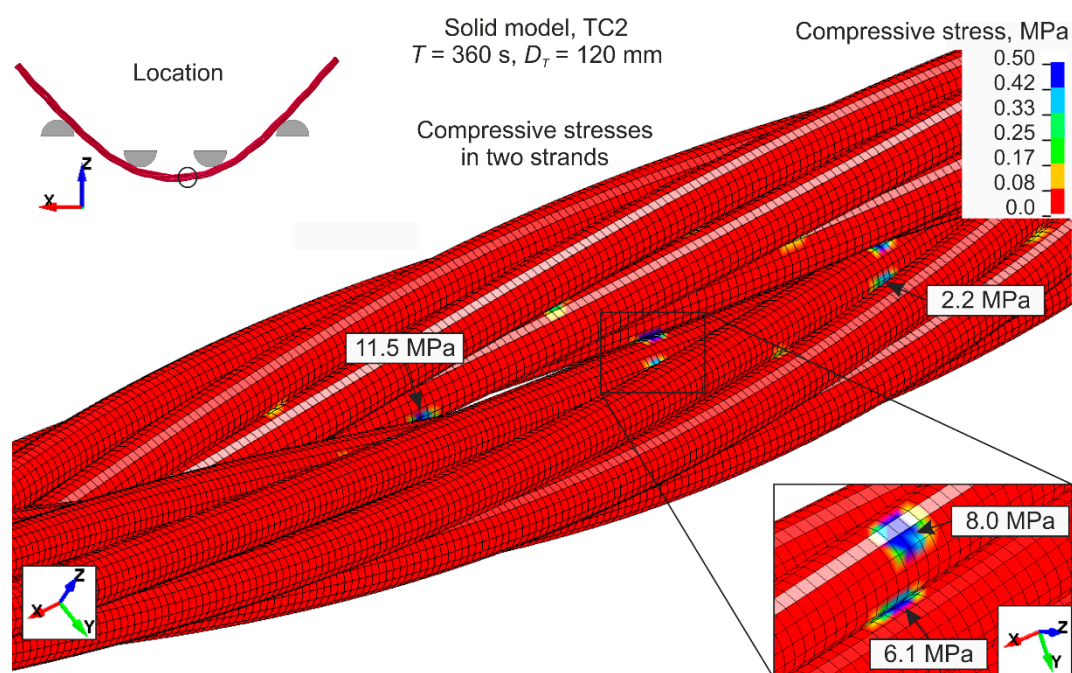 Solid model, TC2
T = 360 s, D_T = 120 mm
Location
Compressive stresses
in two strands
Compressive stress, MPa
0.50
0.42
0.33
0.25
0.17
0.08
0.0
Z
X
2.2 MPa
11.5 MPa
8.0 MPa
6.1 MPa
Z
X
Y
X
Z
Y